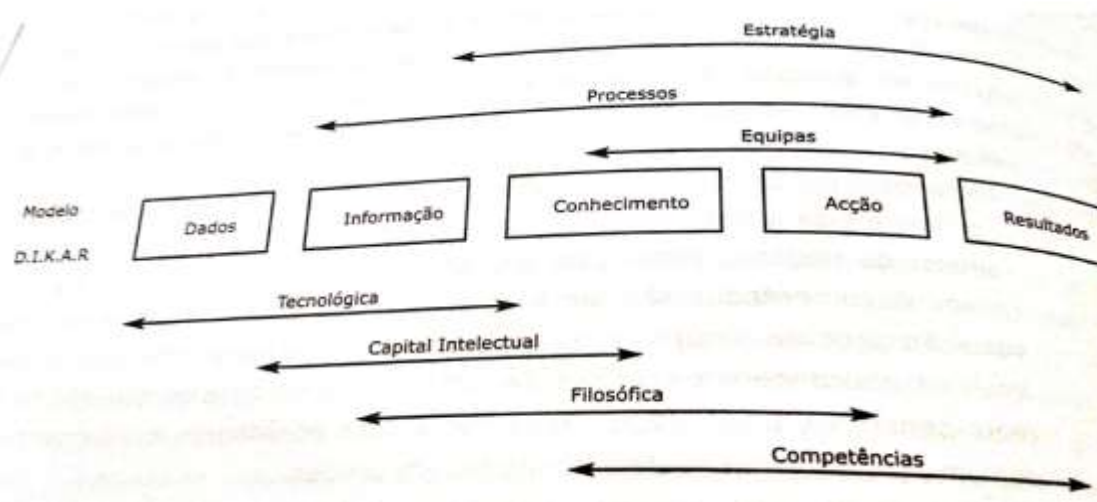 Estratégia
Processos
Equipas
Modelo
D.I.K.A.R
Dados
Informação
Conhecimento
Acção
Resultados
Tecnológica
Capital Intelectual
Filosófica
Competências